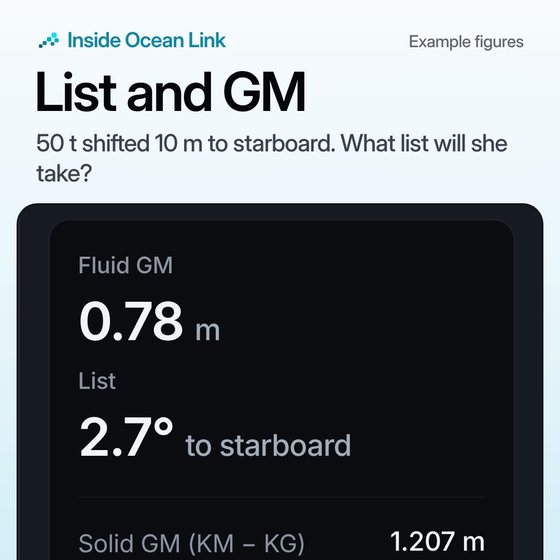 Inside Ocean Link
Example figures
List and GM
50 t shifted 10 m to starboard. What list will she
take?
Fluid GM
0.78 m
List
2.7° to starboard
Solid GM (KM – KG) 1.207 m